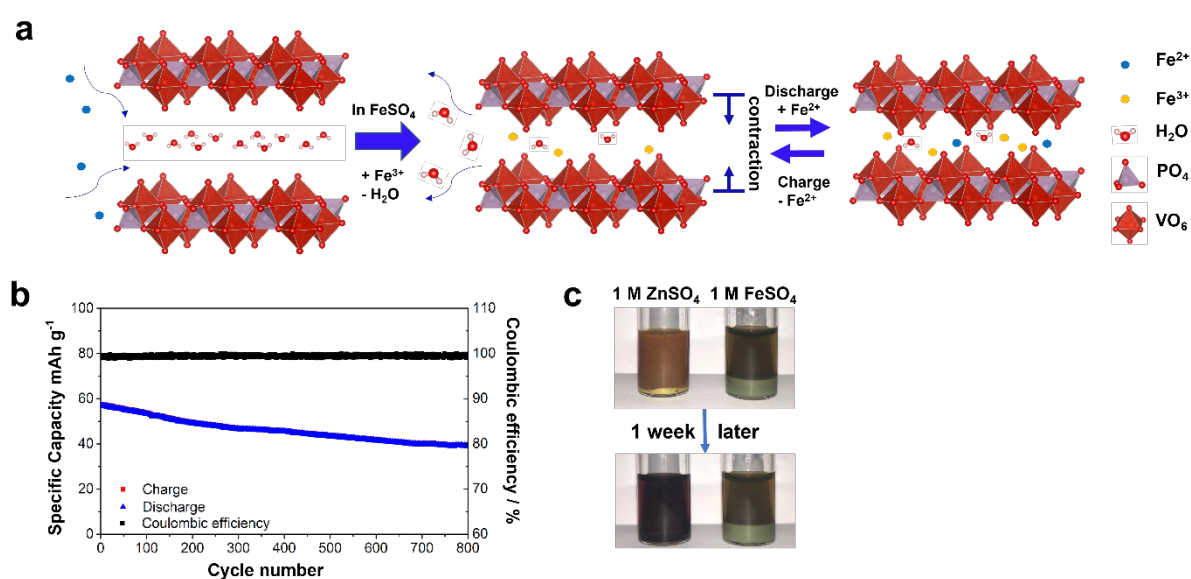 a
In FeSO₄
+ Fe³⁺
- H₂O
contraction
Discharge
+ Fe²⁺
Charge
- Fe²⁺
Fe²⁺
Fe³⁺
H₂O
PO₄
VO₆
b
Specific Capacity mAh g⁻¹
100
80
60
40
20
0
110
100
90
80
70
60
Coulombic efficiency / %
Charge
Discharge
Coulombic efficiency
0 100 200 300 400 500 600 700 800
Cycle number
c
1 M ZnSO₄ 1 M FeSO₄
1 week later